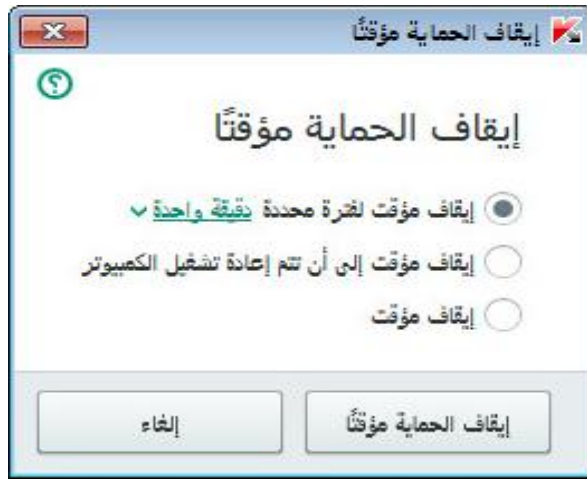 إيقاف الحماية مؤقتًا
إيقاف الحماية مؤقتًا
إيقاف مؤقت لفترة محددة دقيقة واحدة
إيقاف مؤقت إلى أن تتم إعادة تشغيل الكمبيوتر
إيقاف مؤقت
إيقاف الحماية مؤقتًا
إلغاء